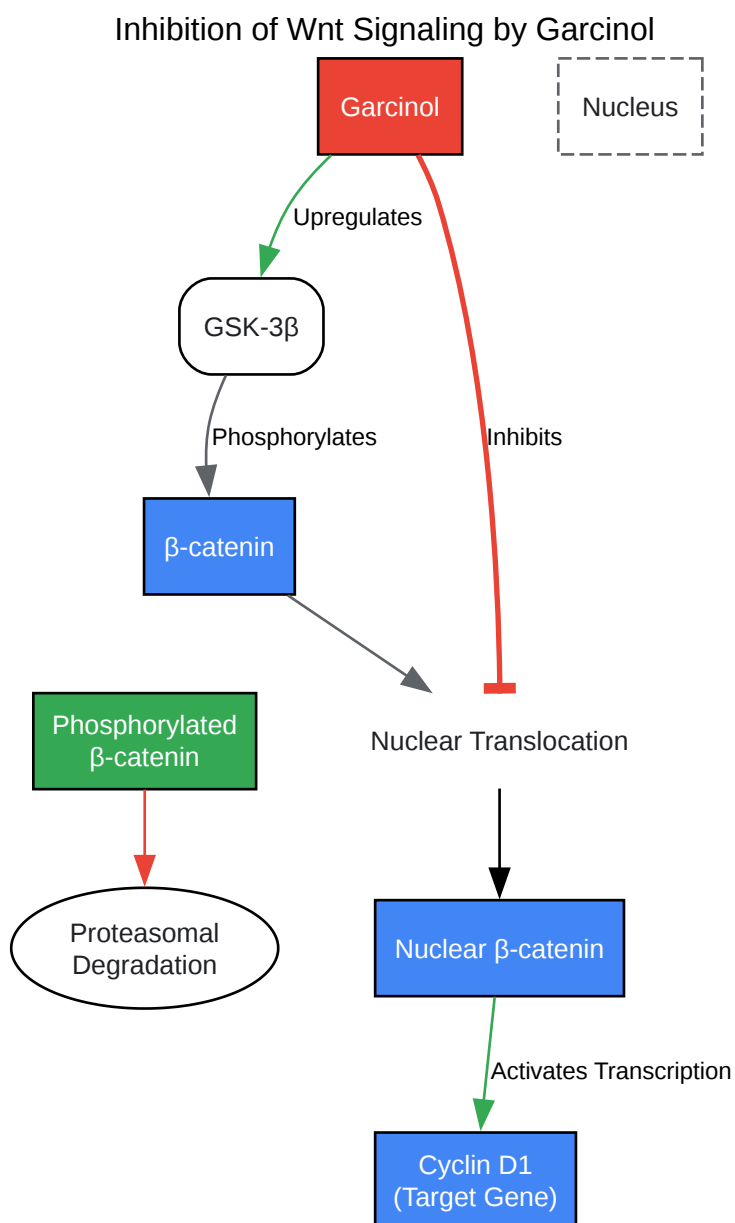 Inhibition of Wnt Signaling by Garcinol
Garcinol
Nucleus
Upregulates
GSK-3β
Phosphorylates
Inhibits
β-catenin
Phosphorylated
β-catenin
Nuclear Translocation
Proteasomal
Degradation
Nuclear β-catenin
Activates Transcription
Cyclin D1
(Target Gene)